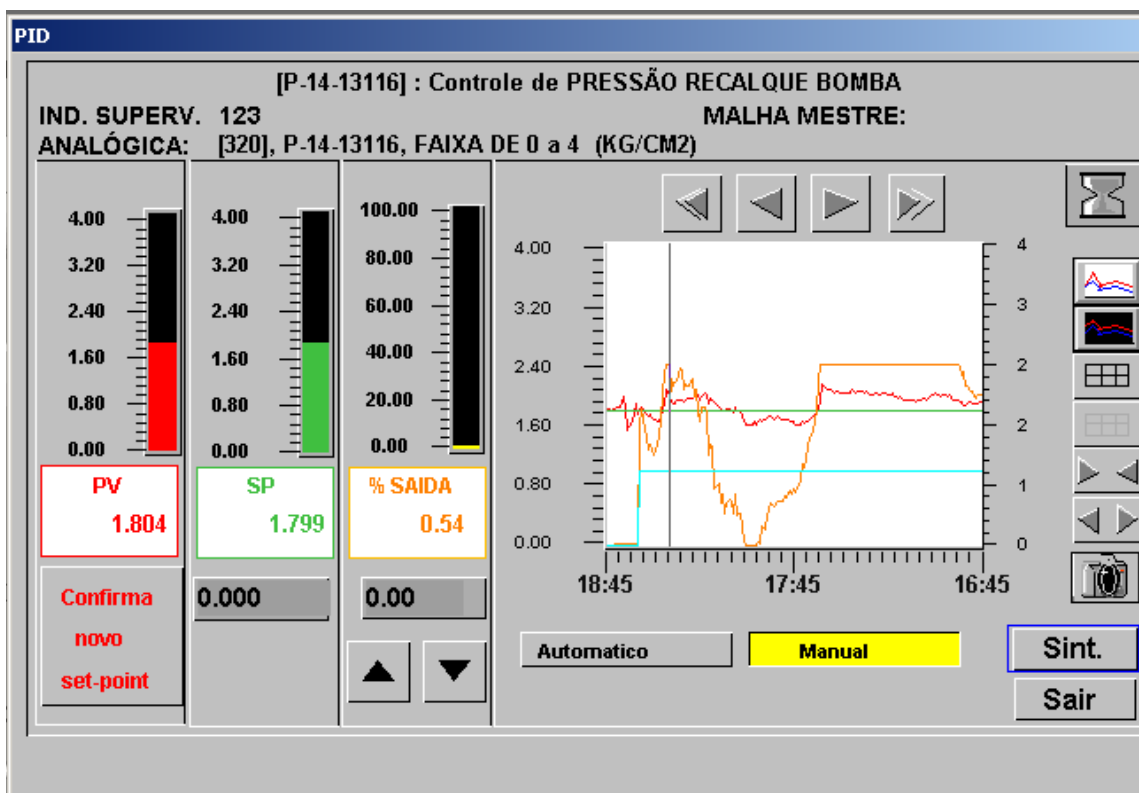 PID
[P-14-13116] : Controle de PRESSÃO RECALQUE BOMBA
IND. SUPERV. 123 MALHA MESTRE:
ANALÓGICA: [320], P-14-13116, FAIXA DE 0 a 4 (KG/CM2)
4.00
3.20
2.40
1.60
0.80
0.00
PV
1.804
Confirma
novo
set-point
4.00
3.20
2.40
1.60
0.80
0.00
SP
1.799
0.000
100.00
80.00
60.00
40.00
20.00
0.00
% SAIDA
0.54
0.00
4.00
3.20
2.40
1.60
0.80
0.00
4
3
2
2
1
0
18:45 17:45 16:45
Automatico Manual
Sint.
Sair